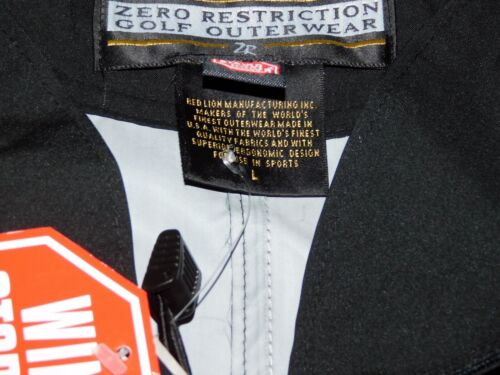 ZERO RESTRICTION
GOLF OUTERWEAR
ZR
RED LION MANUFACTURING INC.
MAKERS OF THE WORLD'S
FINEST OUTERWEAR MADE IN
U.S.A. WITH THE WORLD'S FINEST
QUALITY FABRICS AND WITH
SUPERIOR ERGONOMIC DESIGN
FOR USE IN SPORTS
L